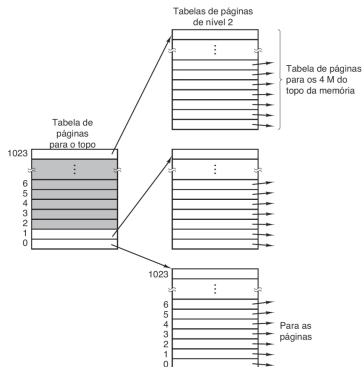 Tabelas de páginas
de nível 2
⋮
Tabela de páginas
para os 4 M do
topo da memória
Tabela de
páginas
para o topo
1023
⋮
6
5
4
3
2
1
0
⋮
1023
⋮
6
5
4
3
2
1
0
Para as
páginas